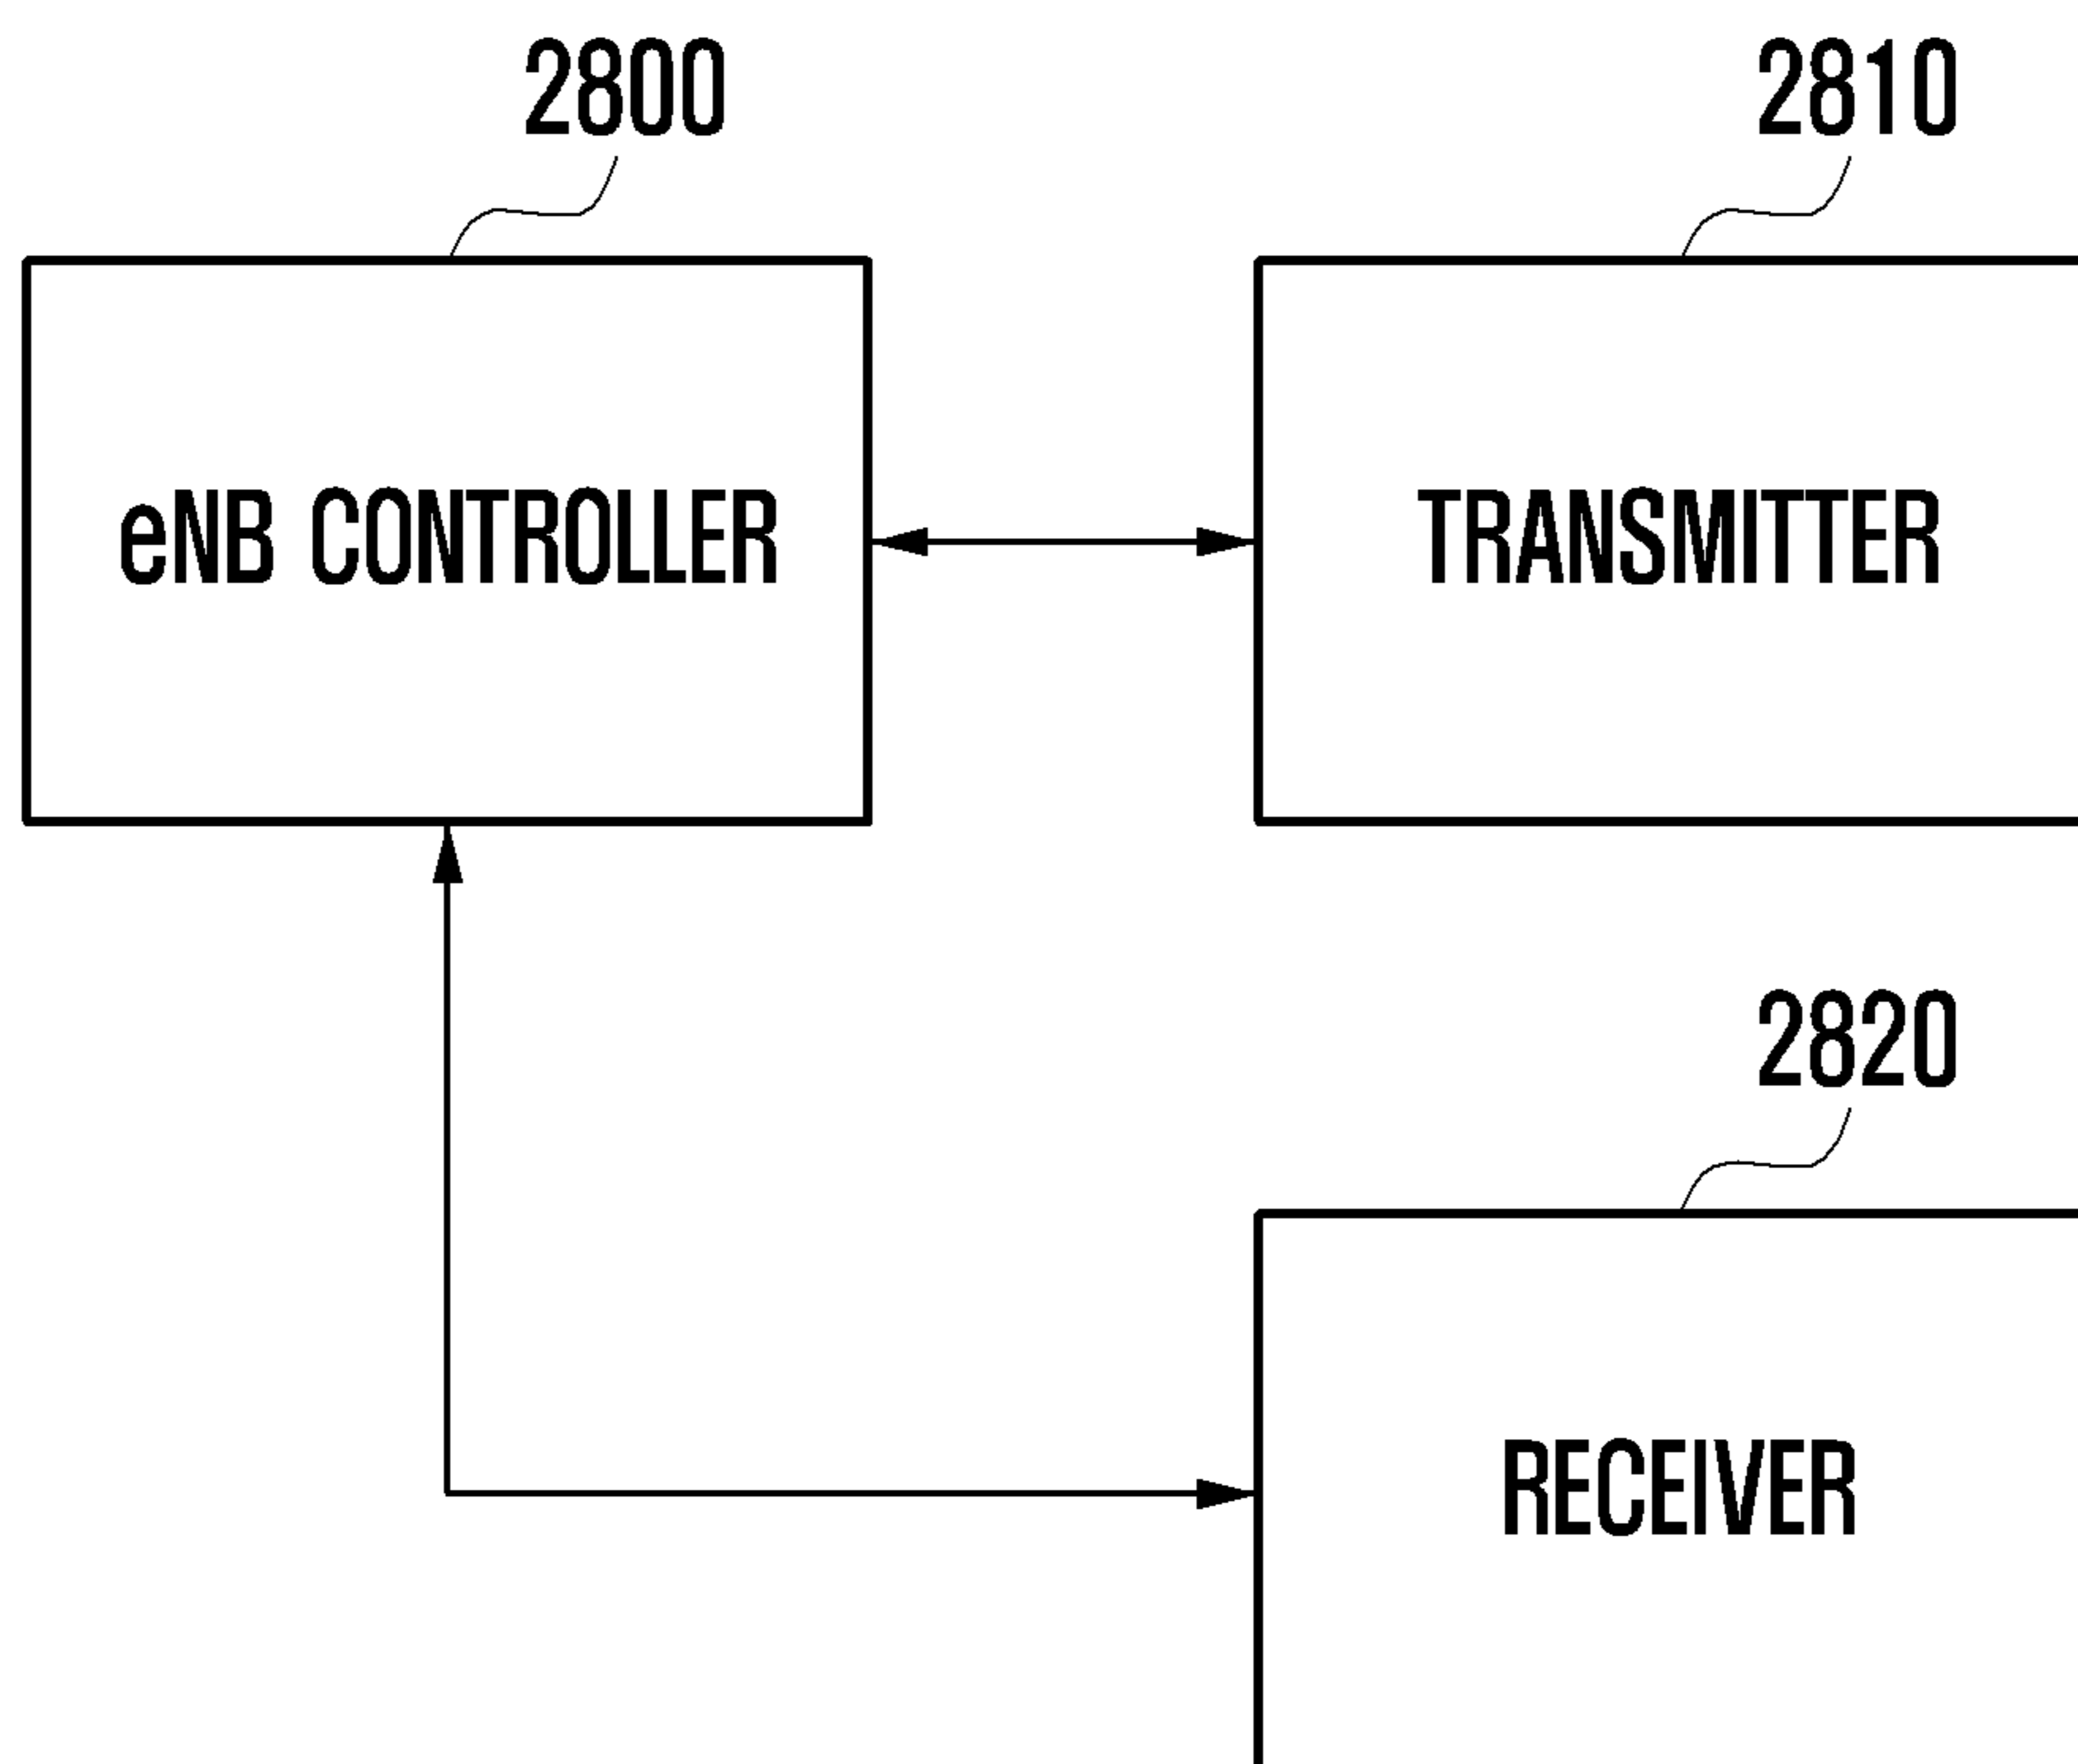 2800
2810
eNB CONTROLLER
TRANSMITTER
2820
RECEIVER